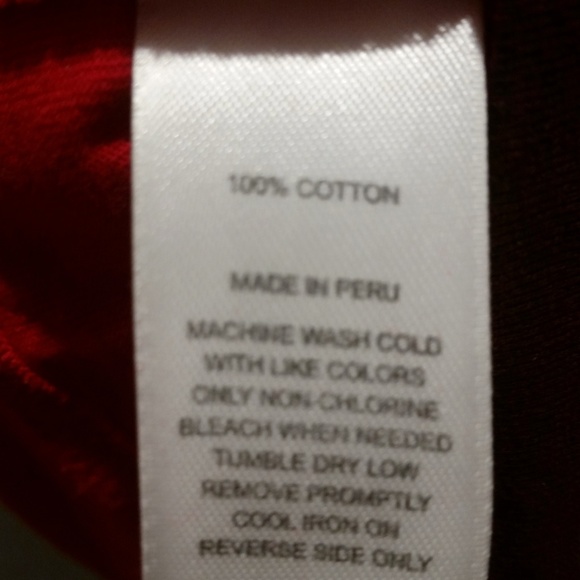 100% COTTON
MADE IN PERU
MACHINE WASH COLD
WITH LIKE COLORS
ONLY NON-CHLORINE
BLEACH WHEN NEEDED
TUMBLE DRY LOW
REMOVE PROMPTLY
COOL IRON ON
REVERSE SIDE ONLY